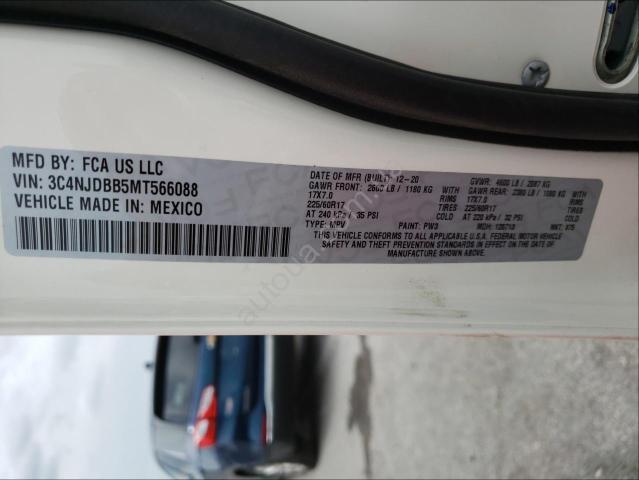 MFD BY: FCA US LLC
VIN: 3C4NJDBB5MT566088
VEHICLE MADE IN: MEXICO
DATE OF MFR (BUILT): 12-20 GVWR: 4600 LB / 2087 KG
GAWR FRONT: 2600 LB / 1180 KG GAWR REAR: 2380 LB / 1080 KG
17X7.0 RIMS 17X7.0 RIMS
225/60R17 TIRES 225/60R17 TIRES
AT 240 kPa / 35 PSI COLD AT 220 kPa / 32 PSI COLD
TYPE: MPV PAINT: PW3 MDH: INT: X15
THIS VEHICLE CONFORMS TO ALL APPLICABLE U.S.A. FEDERAL MOTOR VEHICLE
SAFETY AND THEFT PREVENTION STANDARDS IN EFFECT ON THE DATE OF
MANUFACTURE SHOWN ABOVE.